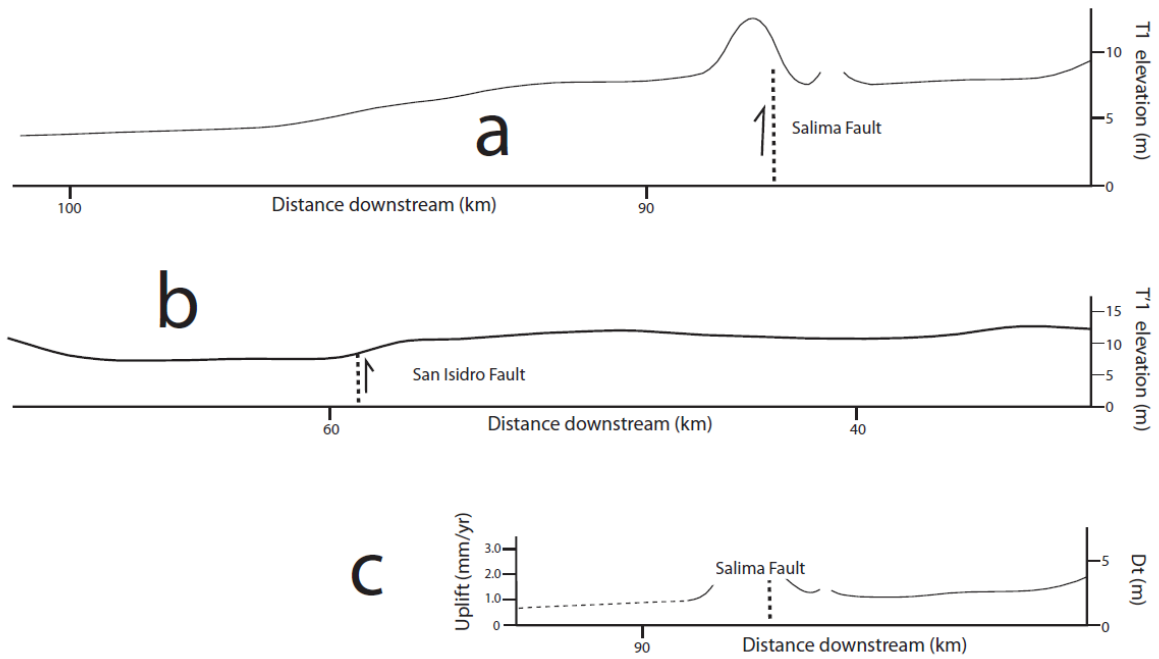 10
T1 elevation (m)
a
Salima Fault
5
0
100
Distance downstream (km)
90
b
15
T'1 elevation (m)
10
San Isidro Fault
5
0
60
Distance downstream (km)
40
c
Uplift (mm/yr)
3.0
Salima Fault
5
Dt (m)
2.0
1.0
0
0
90
Distance downstream (km)